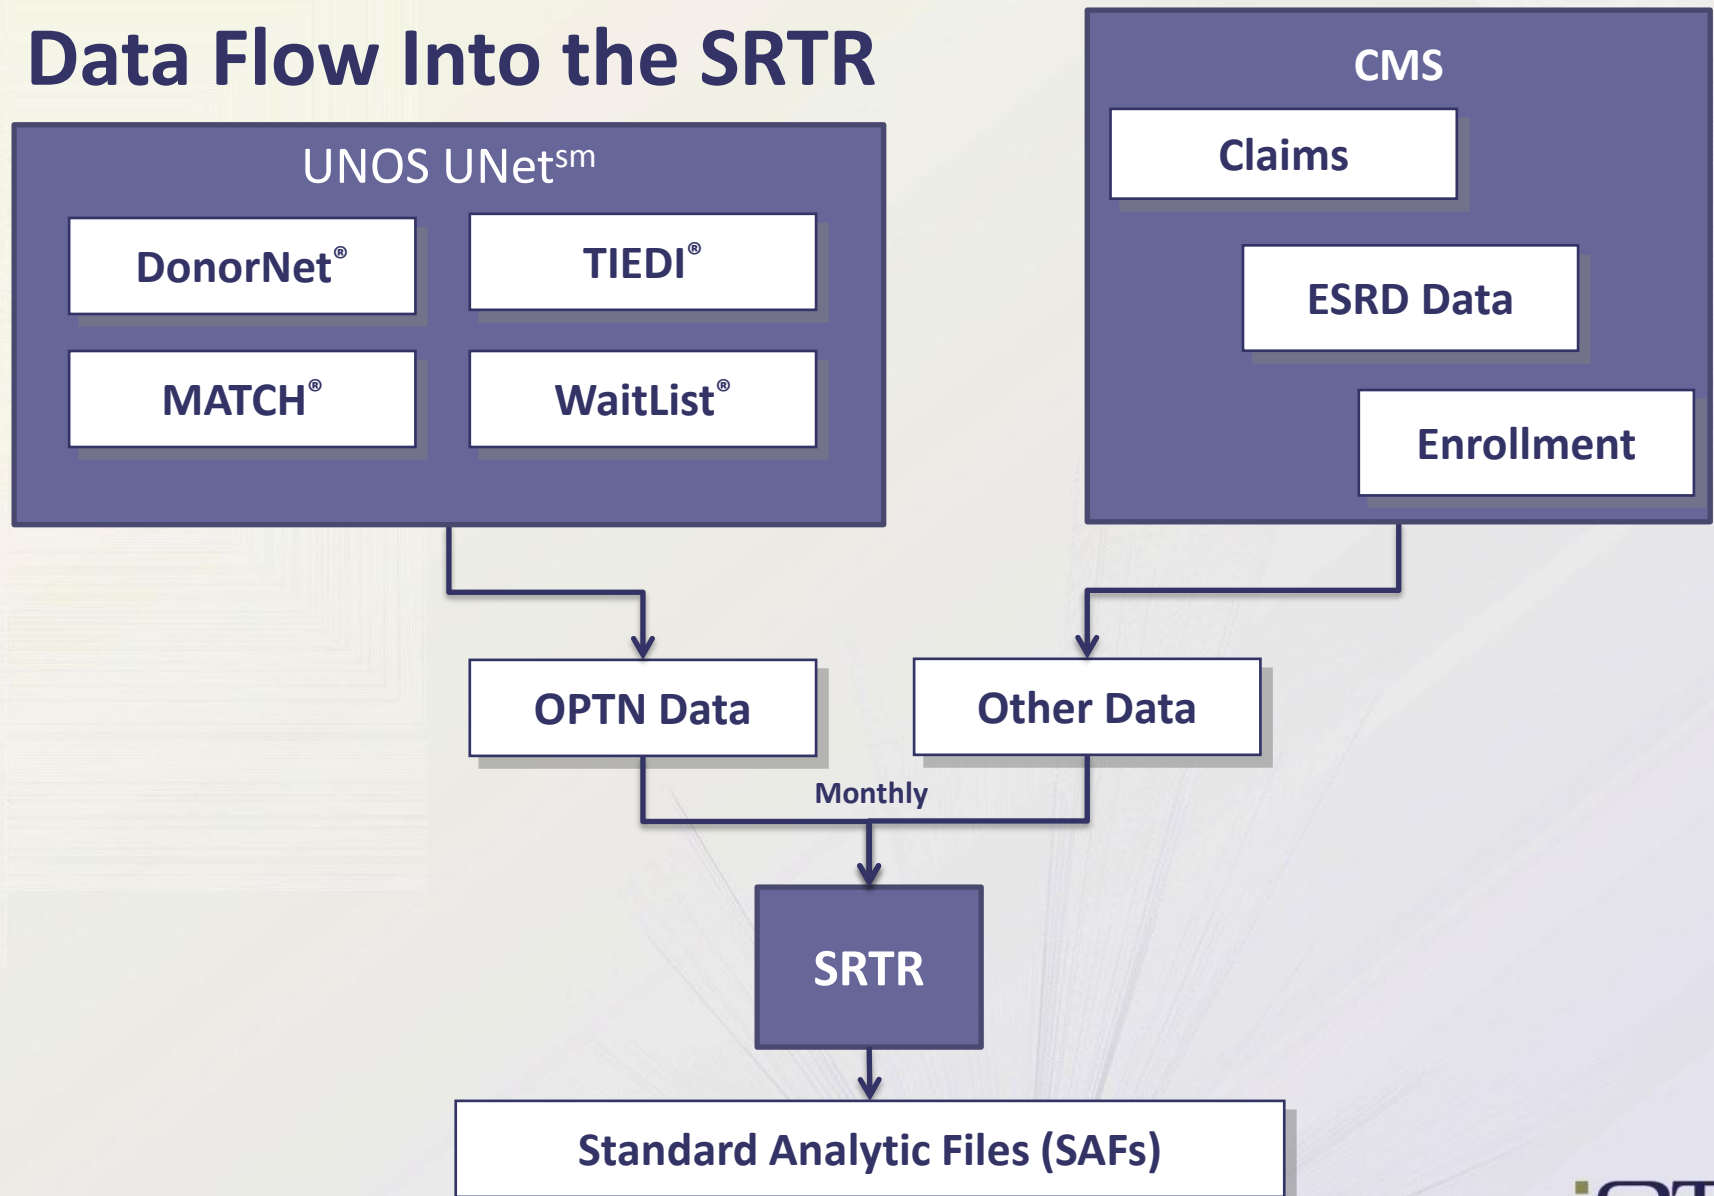 Data Flow Into the SRTR
UNOS UNet℠
DonorNet®
TIEDI®
MATCH®
WaitList®
CMS
Claims
ESRD Data
Enrollment
OPTN Data
Other Data
Monthly
SRTR
Standard Analytic Files (SAFs)